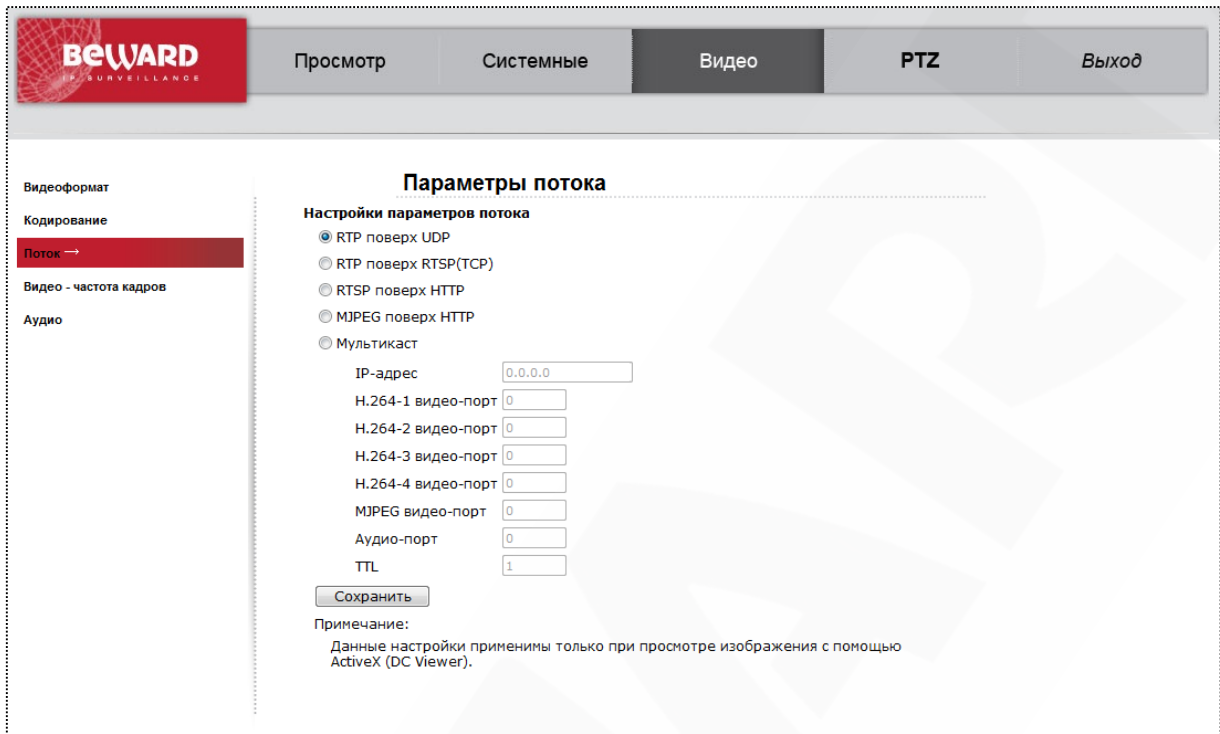 BEWARD
IP SURVEILLANCE
Просмотр Системные Видео PTZ Выход
Видеоформат
Кодирование
Поток →
Видео - частота кадров
Аудио
Параметры потока
Настройки параметров потока
RTP поверх UDP
RTP поверх RTSP(TCP)
RTSP поверх HTTP
MJPEG поверх HTTP
Мультикаст
IP-адрес 0.0.0.0
H.264-1 видео-порт 0
H.264-2 видео-порт 0
H.264-3 видео-порт 0
H.264-4 видео-порт 0
MJPEG видео-порт 0
Аудио-порт 0
TTL 1
Сохранить
Примечание:
Данные настройки применимы только при просмотре изображения с помощью
ActiveX (DC Viewer).